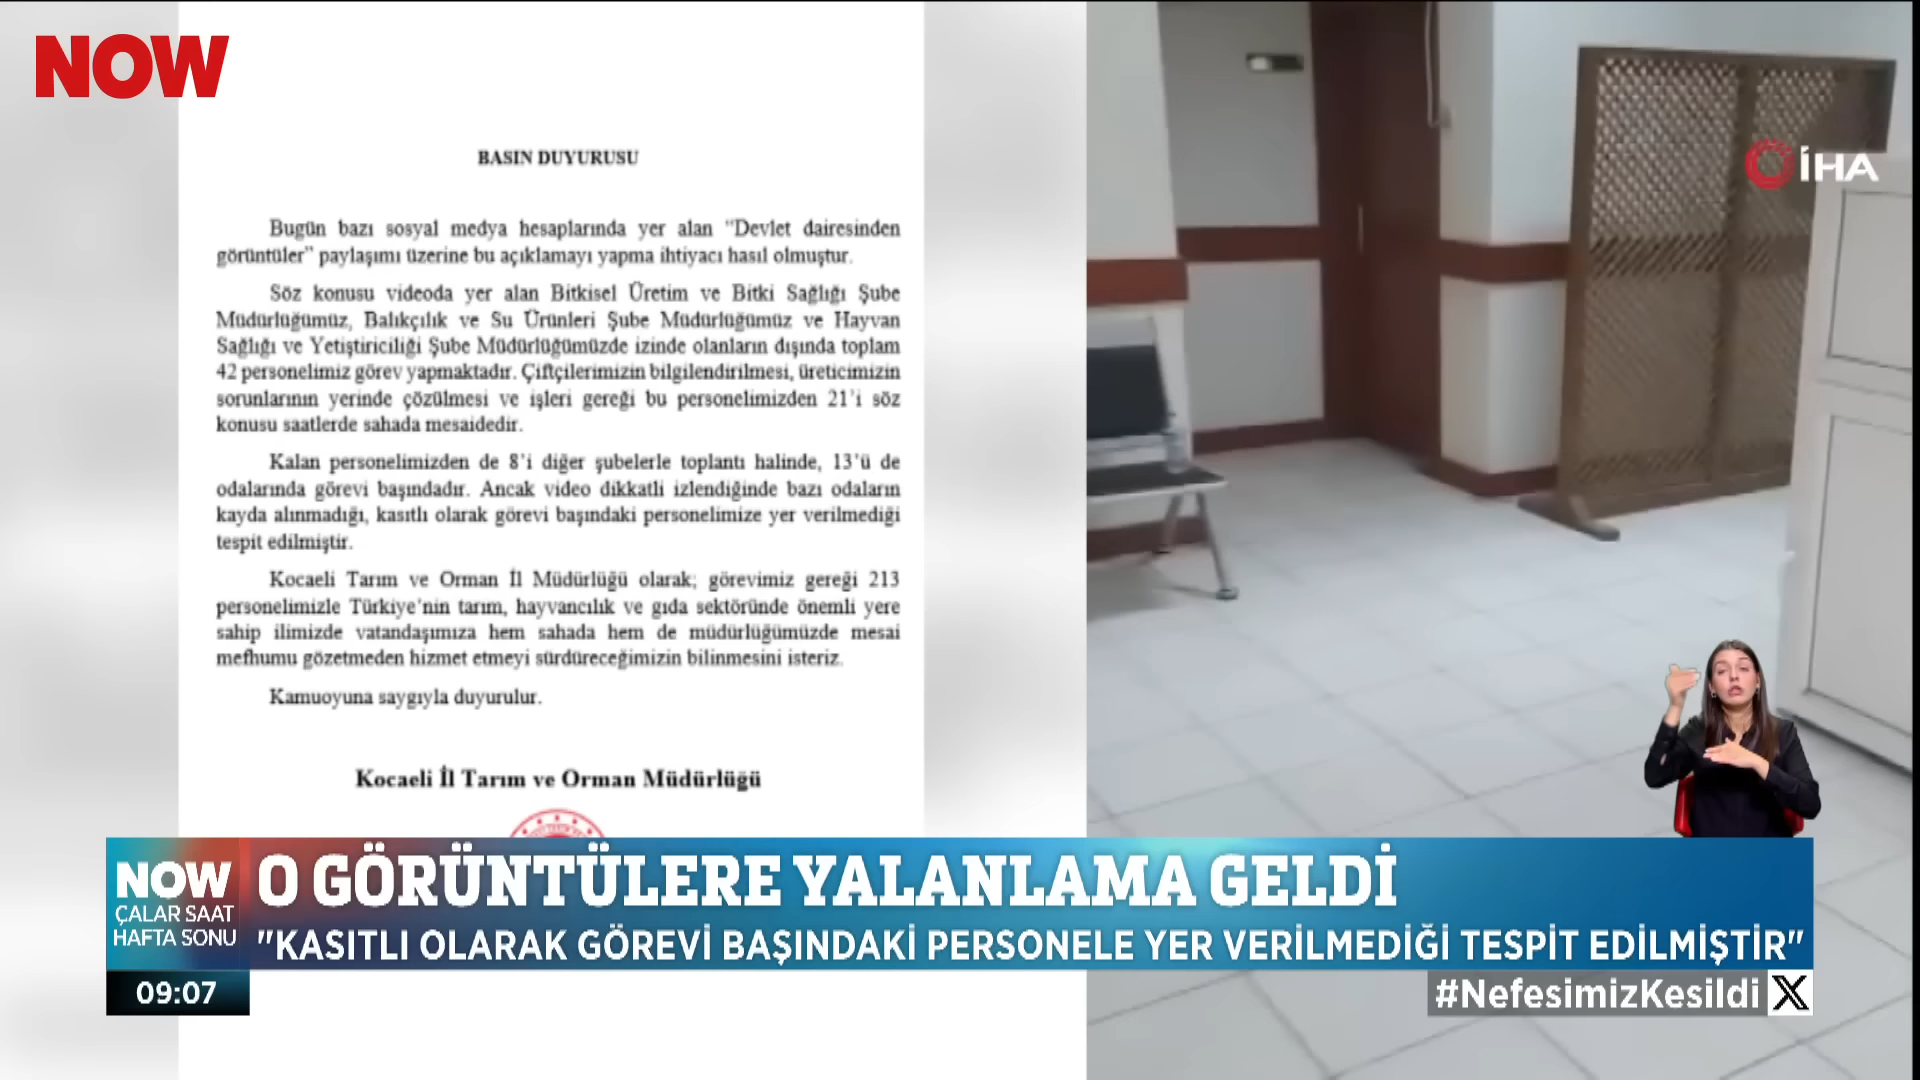 NOW
BASIN DUYURUSU
Bugün bazı sosyal medya hesaplarında yer alan "Devlet dairesinden
görüntüler" paylaşımı üzerine bu açıklamayı yapma ihtiyacı hasıl olmuştur.
Söz konusu videoda yer alan Bitkisel Üretim ve Bitki Sağlığı Şube
Müdürlüğümüz, Balıkçılık ve Su Ürünleri Şube Müdürlüğümüz ve Hayvan
Sağlığı ve Yetiştiriciliği Şube Müdürlüğümüzde izinde olanların dışında toplam
42 personelimiz görev yapmaktadır. Çiftçilerimizin bilgilendirilmesi, üreticimizin
sorunlarının yerinde çözülmesi ve işleri gereği bu personelimizden 21'i söz
konusu saatlerde sahada mesaidedir.
Kalan personelimizden de 8'i diğer şubelerle toplantı halinde, 13'ü de
odalarında görevi başındadır. Ancak video dikkatli izlendiğinde bazı odaların
kayda alınmadığı, kasıtlı olarak görevi başındaki personelimize yer verilmediği
tespit edilmiştir.
Kocaeli Tarım ve Orman İl Müdürlüğü olarak; görevimiz gereği 213
personelimizle Türkiye'nin tarım, hayvancılık ve gıda sektöründe önemli yere
sahip ilimizde vatandaşımıza hem sahada hem de müdürlüğümüzde mesai
mefhumu gözetmeden hizmet etmeyi sürdüreceğimizin bilinmesini isteriz.
Kamuoyuna saygıyla duyurulur.
Kocaeli İl Tarım ve Orman Müdürlüğü
İHA
NOW
ÇALAR SAAT
HAFTA SONU
O GÖRÜNTÜLERE YALANLAMA GELDİ
"KASITLI OLARAK GÖREVİ BAŞINDAKİ PERSONELE YER VERİLMEDİĞİ TESPİT EDİLMİŞTİR"
09:07
#NefesimizKesildi X